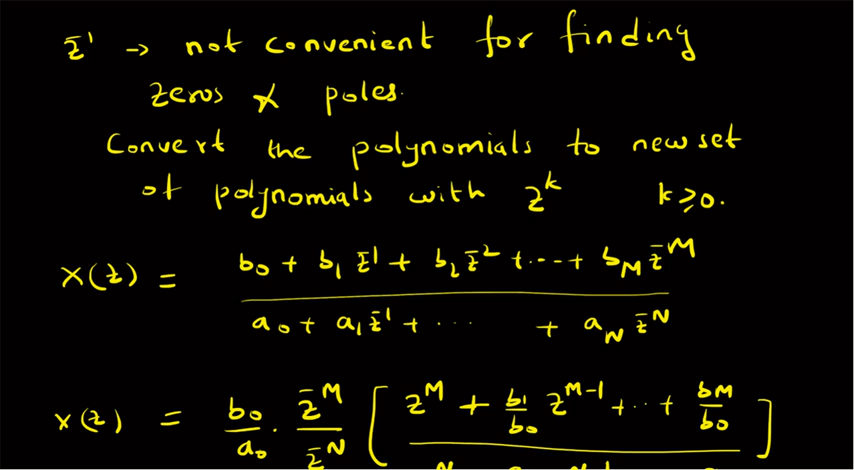 z⁻¹ → not convenient for finding
zeros & poles.
Convert the polynomials to new set
of polynomials with z^k k ≥ 0.
X(z) = (b₀ + b₁ z⁻¹ + b₂ z⁻² + ... + b_M z^-M) / (a₀ + a₁ z⁻¹ + ... + a_N z^-N)
X(z) = b₀/a₀ · z^-M / z^-N [ z^M + b₁/b₀ z^(M-1) + ... + b_M/b₀ ]